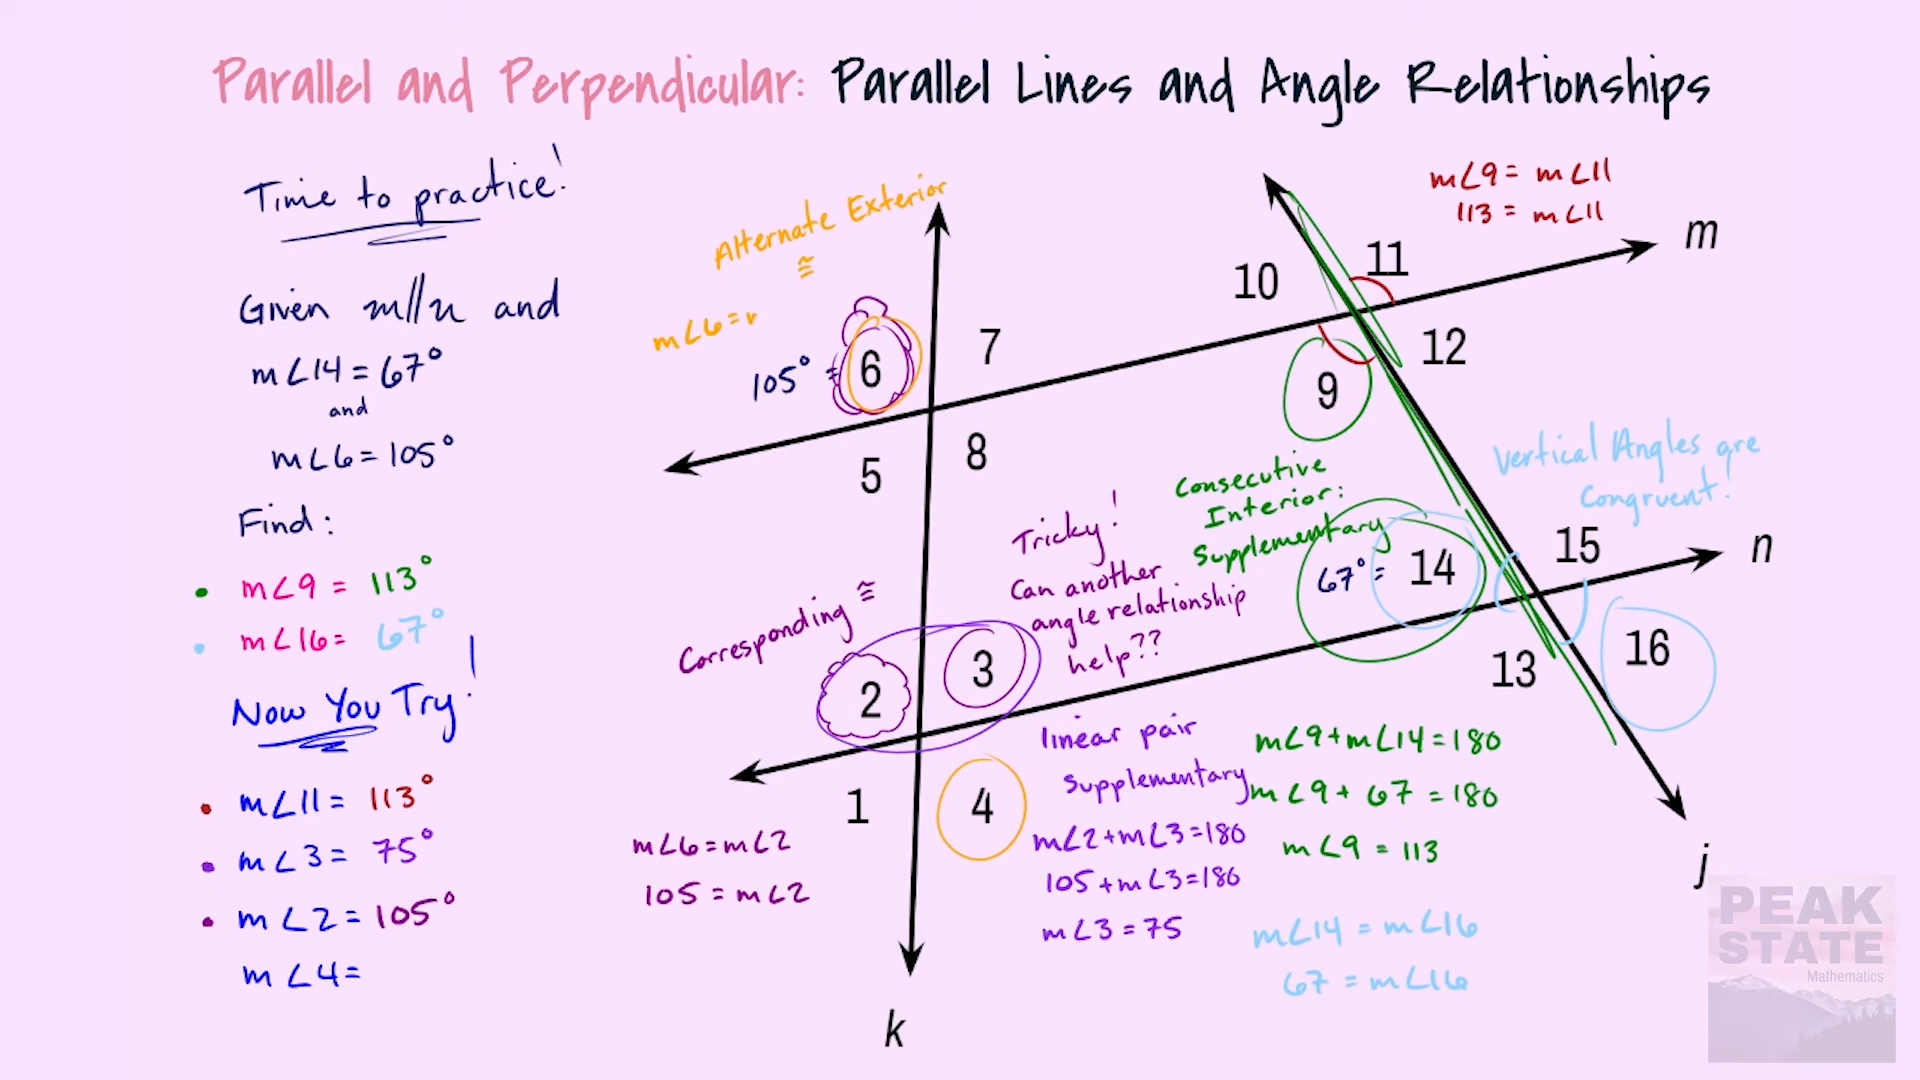 Parallel and Perpendicular: Parallel Lines and Angle Relationships
Time to practice!
Given m//n and
m∠14 = 67°
and
m∠6 = 105°
Find:
• m∠9 = 113°
• m∠16 = 67°
Now You Try!
• m∠11 = 113°
• m∠3 = 75°
• m∠2 = 105°
m∠4 =
Alternate Exterior
≅
m∠6 =
105° = 6
7
5
8
Corresponding ≅
2
3
1
4
k
m∠6 = m∠2
105 = m∠2
Tricky!
Can another
angle relationship
help??
linear pair
supplementary
m∠2 + m∠3 = 180
105 + m∠3 = 180
m∠3 = 75
m∠9 = m∠11
113 = m∠11
10
11
m
9
12
Consecutive
Interior:
Supplementary
67° = 14
15
n
13
16
j
Vertical Angles are
Congruent!
m∠9 + m∠14 = 180
m∠9 + 67 = 180
m∠9 = 113
m∠14 = m∠16
67 = m∠16
PEAK
STATE
Mathematics